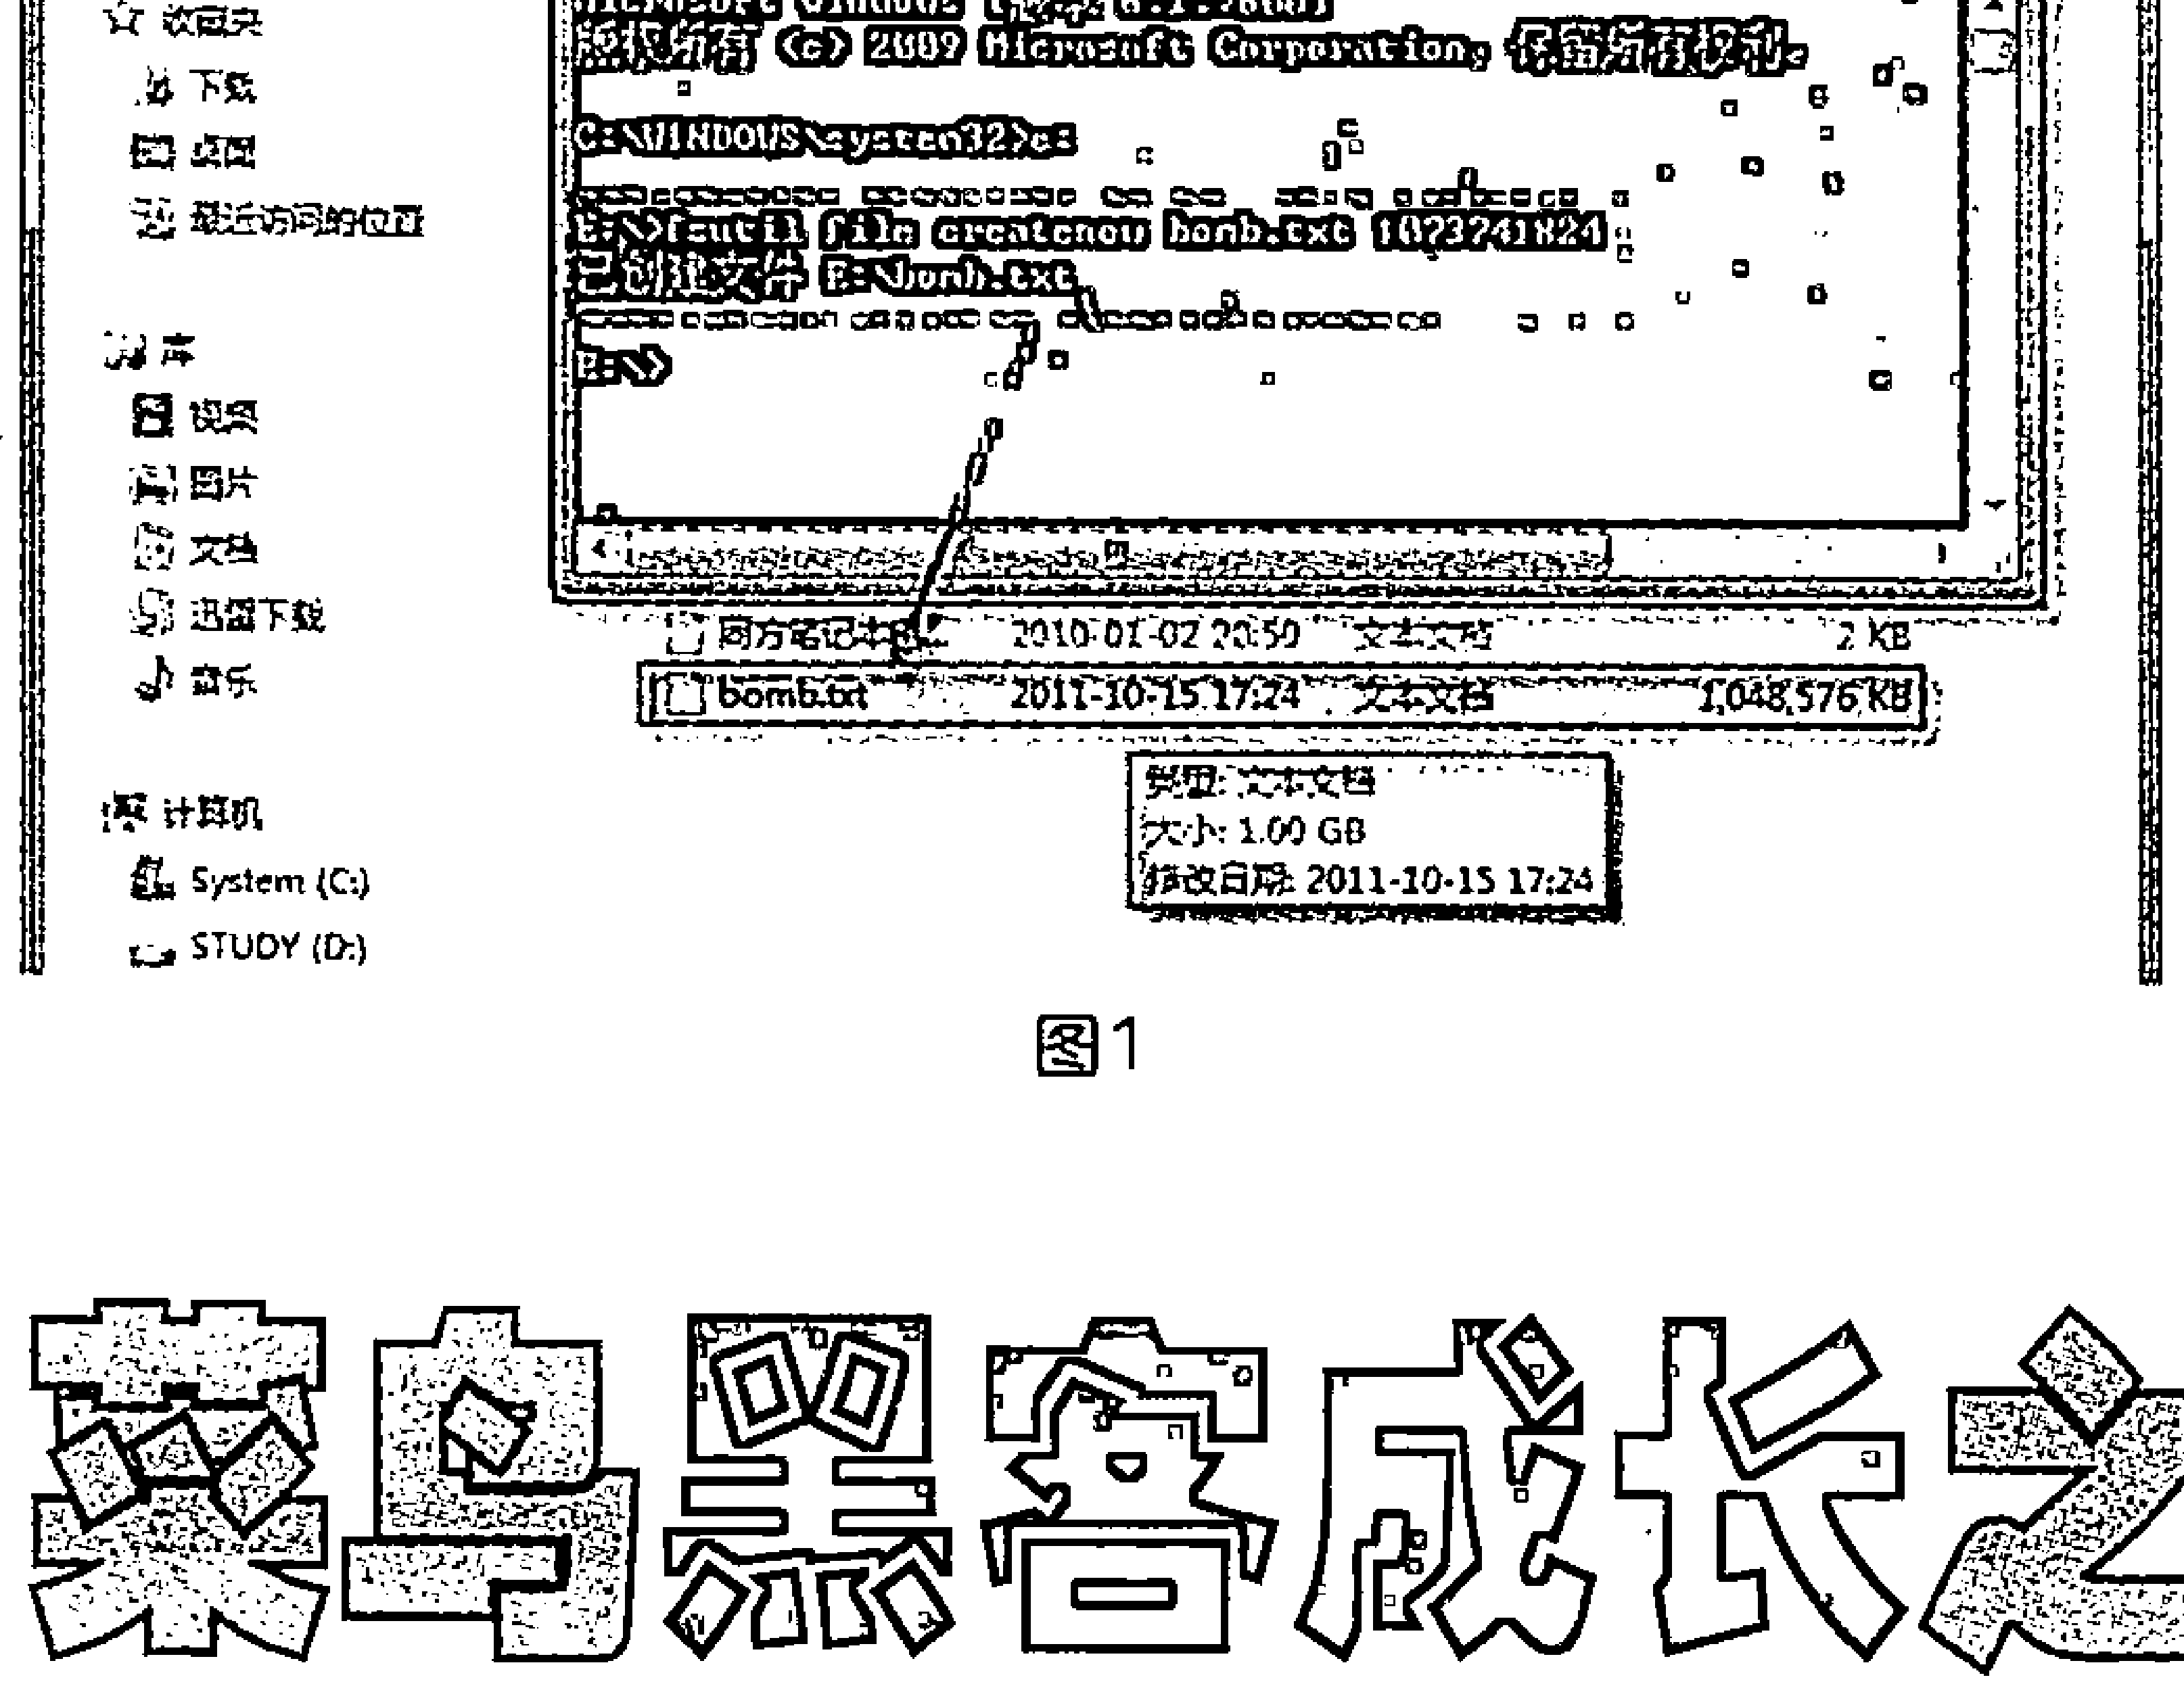 收藏夹
下载
桌面
最近访问的位置
库
视频
图片
文档
迅雷下载
音乐
计算机
System (C:)
STUDY (D:)
Microsoft Windows
版权所有 (c) 2009 Microsoft Corporation。保留所有权利。
C:\WINDOWS\system32>e:
E:\>fsutil file createnew bomb.txt 1073741824
已创建文件 E:\bomb.txt
E:\>
2010-01-02 20:50 文本文档 2 KB
bomb.txt 2011-10-15 17:24 文本文档 1,048,576 KB
类型: 文本文档
大小: 1.00 GB
修改日期: 2011-10-15 17:24
图1
菜鸟黑客成长之